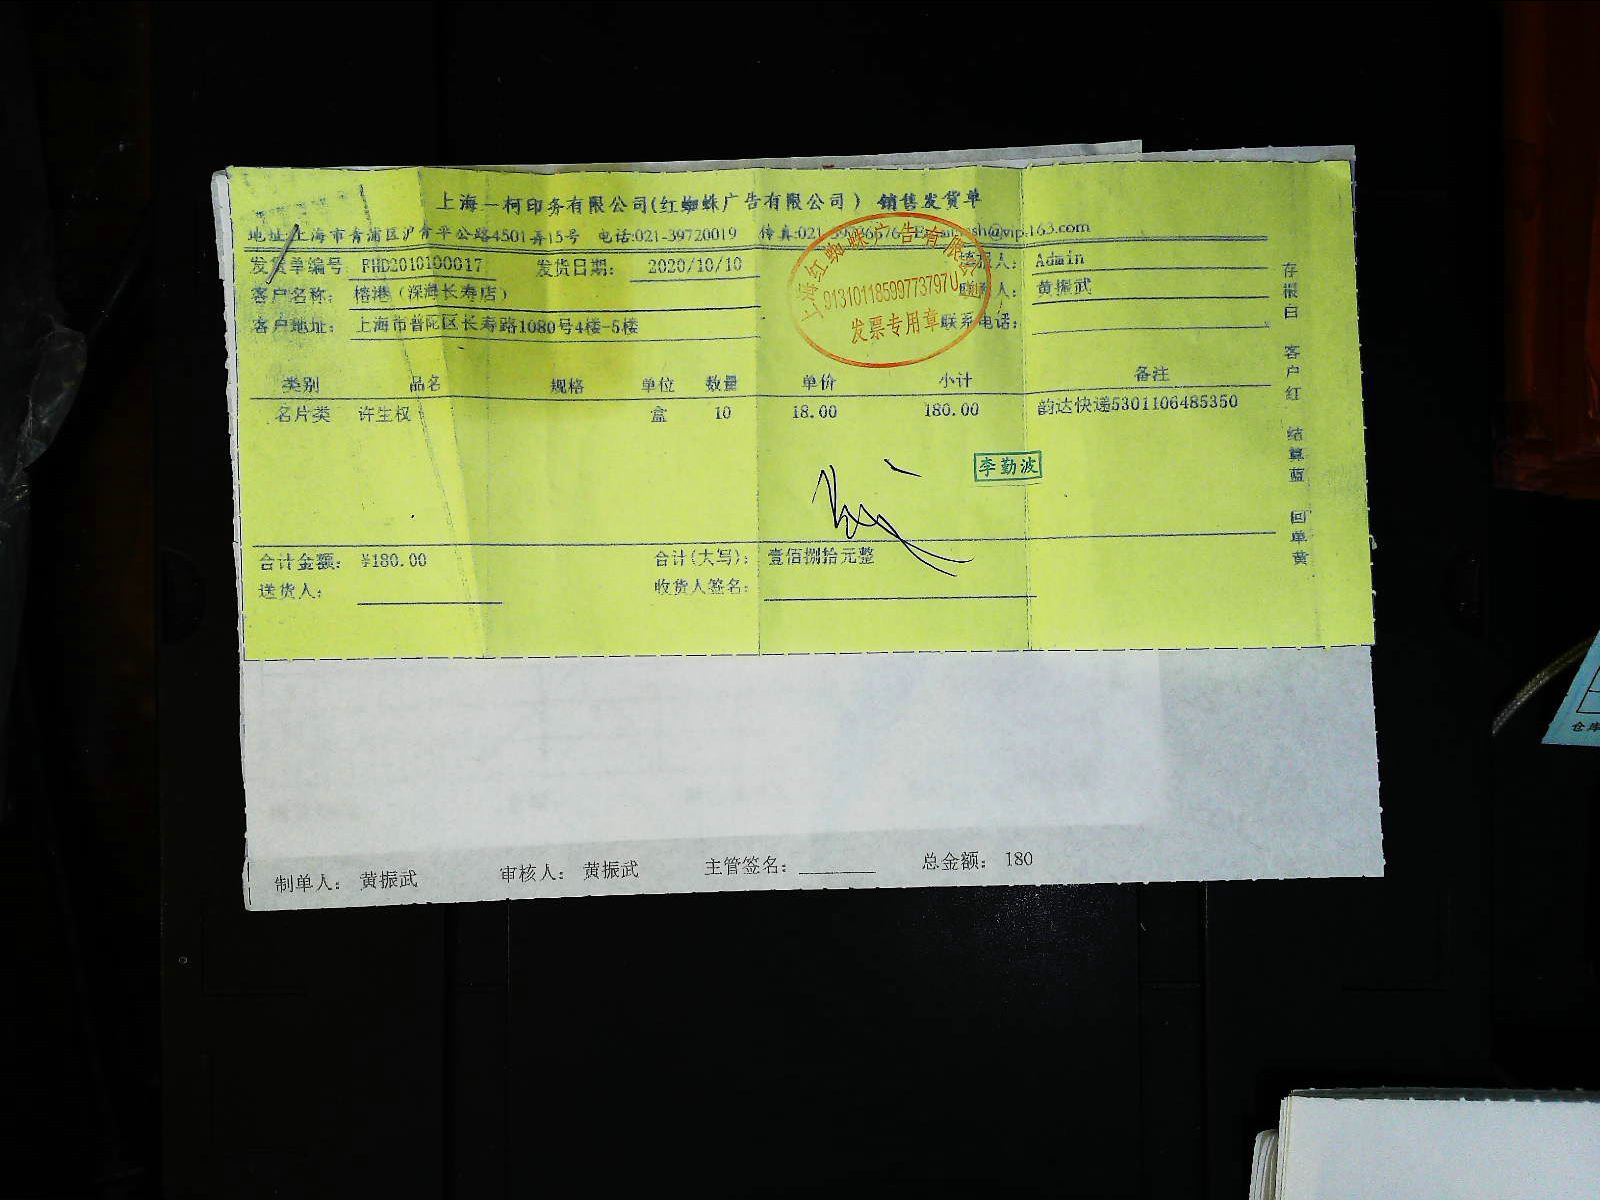 上海一柯印务有限公司(红蜘蛛广告有限公司) 销售发货单
地址:上海市青浦区沪青平公路4501弄15号 电话:021-39720019 传真:021-
发货单编号: FHD2010100017 发货日期: 2020/10/10 Admin
客户名称: 榕港(深海长寿店) 联系人: 黄振武
客户地址: 上海市普陀区长寿路1080号4楼-5楼 联系电话:
上海红蜘蛛广告有限公司
913101185997737970
发票专用章
类别 品名 规格 单位 数量 单价 小计 备注
名片类 许生权 盒 10 18.00 180.00 韵达快递5301106485350
李勤波
合计金额: ¥180.00 合计(大写): 壹佰捌拾元整
送货人: 收货人签名:
存根白 客户红 结算蓝 回单黄
制单人: 黄振武 审核人: 黄振武 主管签名: 总金额: 180
仓库